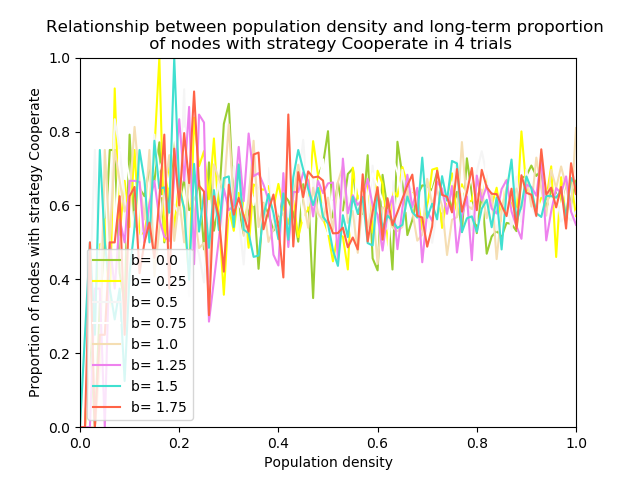 Relationship between population density and long-term proportion
of nodes with strategy Cooperate in 4 trials
Proportion of nodes with strategy Cooperate
1.0
0.8
0.6
0.4
0.2
0.0
b= 0.0
b= 0.25
b= 0.5
b= 0.75
b= 1.0
b= 1.25
b= 1.5
b= 1.75
0.0 0.2 0.4 0.6 0.8 1.0
Population density